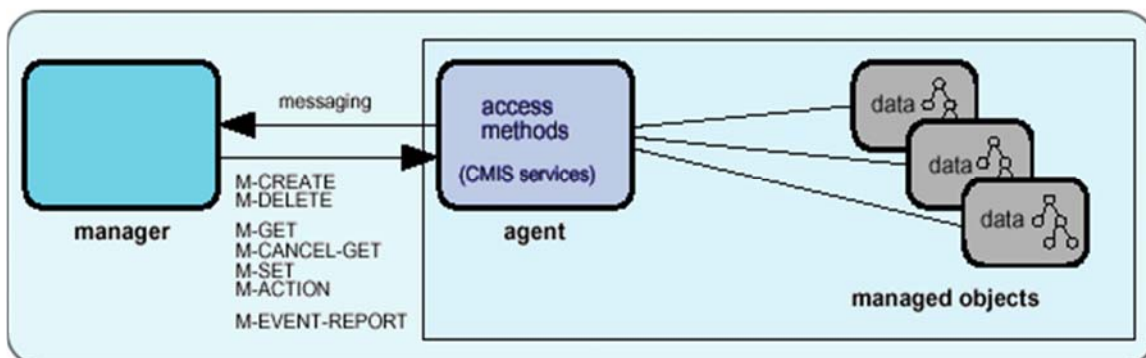 messaging
manager
M-CREATE
M-DELETE
M-GET
M-CANCEL-GET
M-SET
M-ACTION
M-EVENT-REPORT
access
methods
(CMIS services)
agent
data
data
data
managed objects